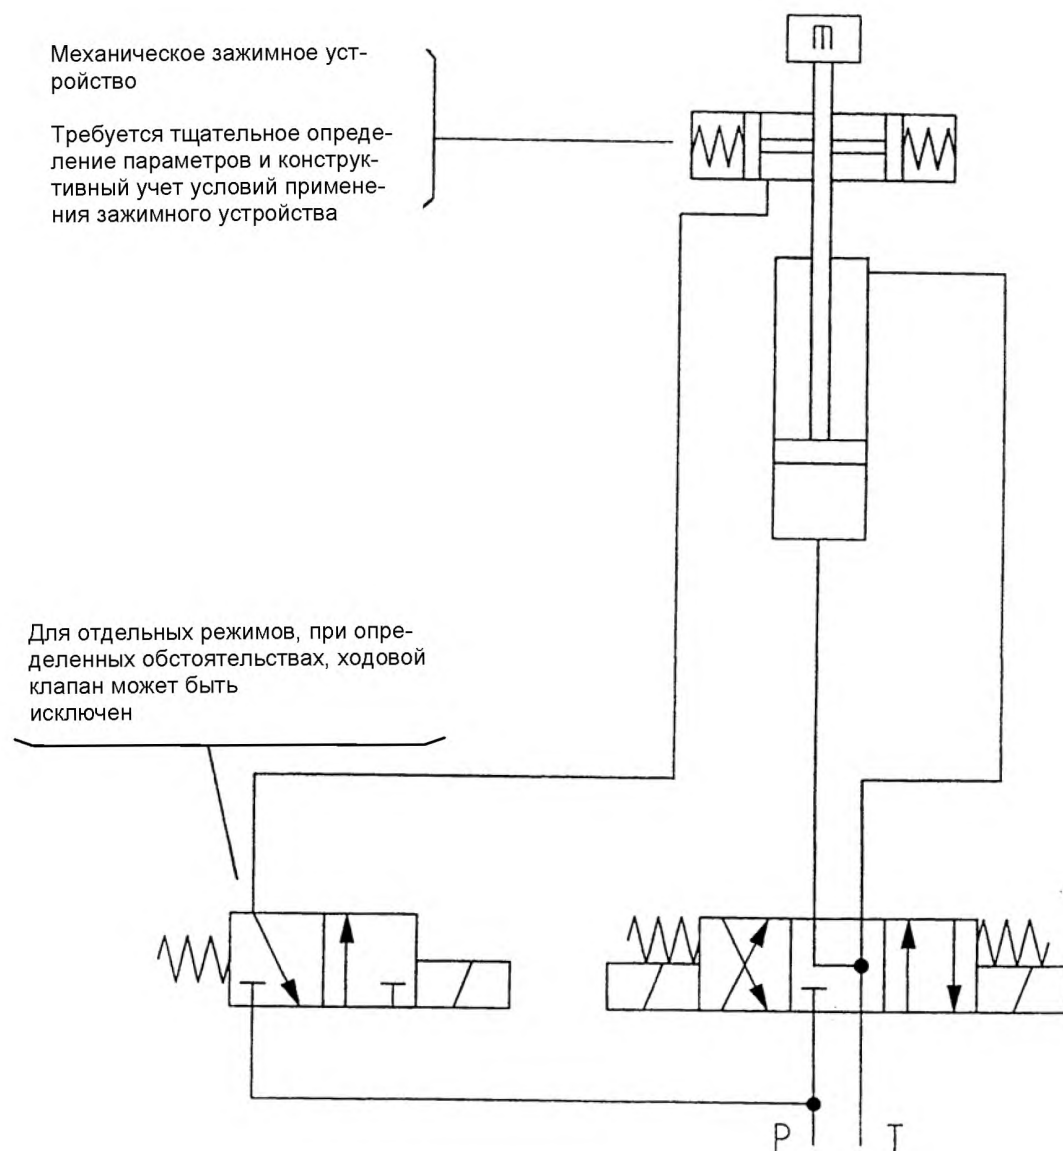 m
Механическое зажимное уст-
ройство
Требуется тщательное опреде-
ление параметров и конструк-
тивный учет условий примене-
ния зажимного устройства
Для отдельных режимов, при опре-
деленных обстоятельствах, ходовой
клапан может быть
исключен
P T